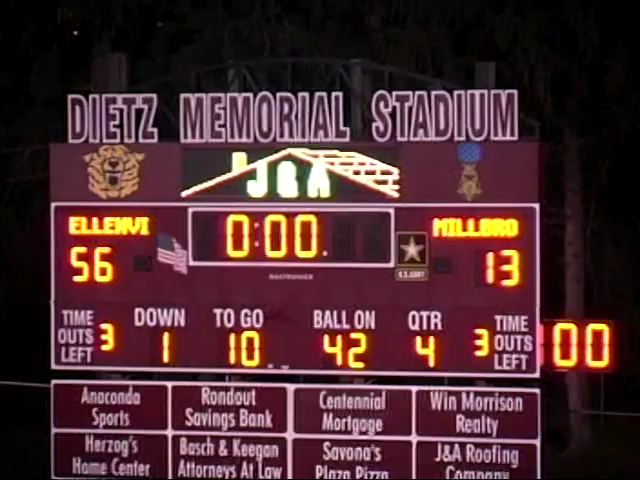 DIETZ MEMORIAL STADIUM
J&A
ELLENVI 0:00. MILLBRO
56 13
U.S.ARMY
TIME OUTS LEFT 3 DOWN 1 TO GO 10 BALL ON 42 QTR 4 3 TIME OUTS LEFT :00
Anaconda Sports
Rondout Savings Bank
Centennial Mortgage
Win Morrison Realty
Herzog's Home Center
Basch & Keegan Attorneys At Law
Savona's Plaza Pizza
J&A Roofing Company